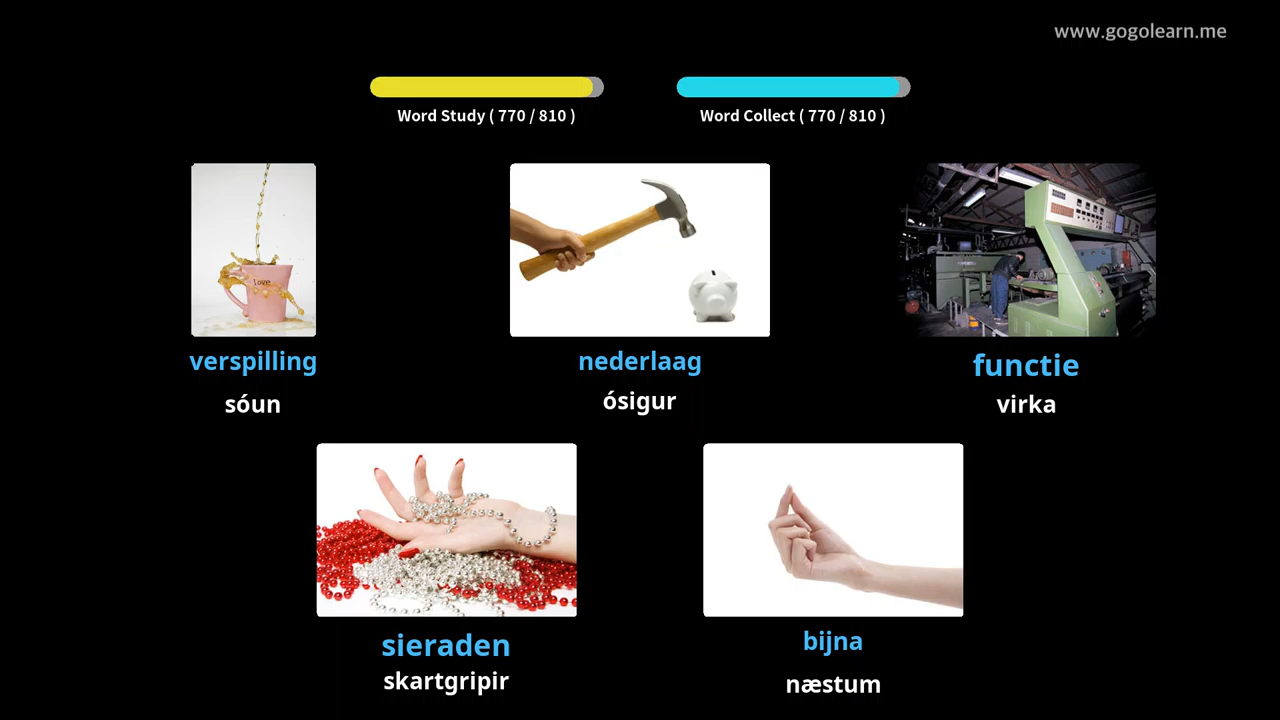 www.gogolearn.me
Word Study ( 770 / 810 )
Word Collect ( 770 / 810 )
love
verspilling
sóun
nederlaag
ósigur
functie
virka
sieraden
skartgripir
bijna
næstum